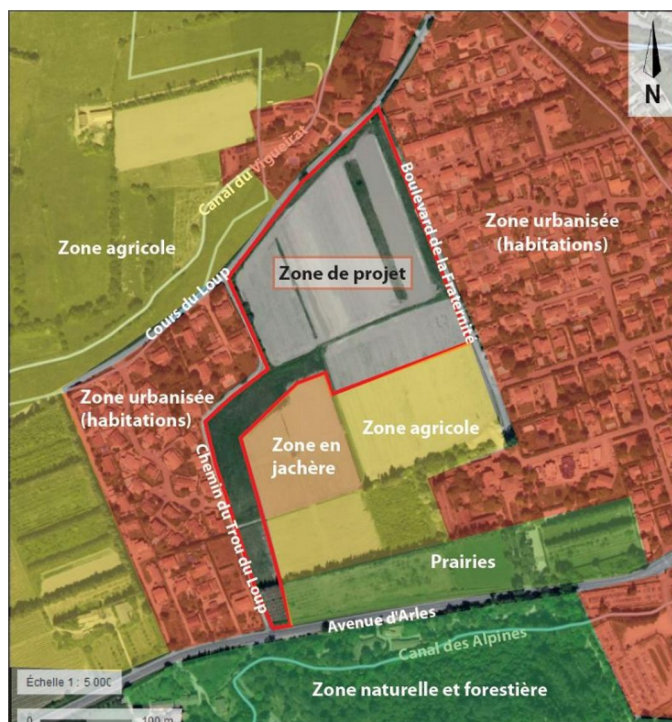 N
Canal du Vigueirat
Zone agricole
Boulevard de la Fraternité
Zone urbanisée
(habitations)
Zone de projet
Cours du Loup
Zone urbanisée
(habitations)
Zone agricole
Zone en
jachère
Chemin du Trou du Loup
Prairies
Avenue d'Arles
Canal des Alpines
Échelle 1 : 5 000
Zone naturelle et forestière
0 100 m